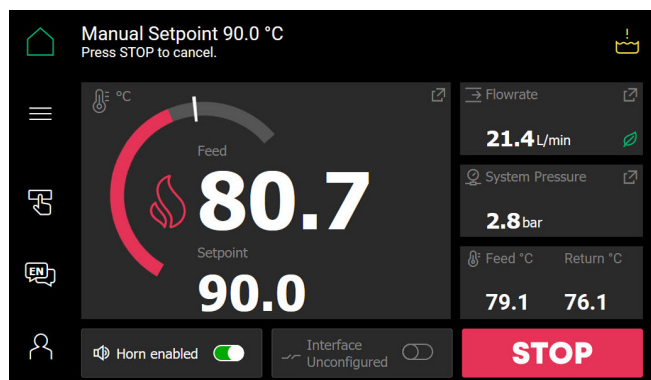 Manual Setpoint 90.0 °C
Press STOP to cancel.
°C
Feed
80.7
Setpoint
90.0
Flowrate
21.4 L/min
System Pressure
2.8 bar
Feed °C Return °C
79.1 76.1
EN
Horn enabled
Interface
Unconfigured
STOP